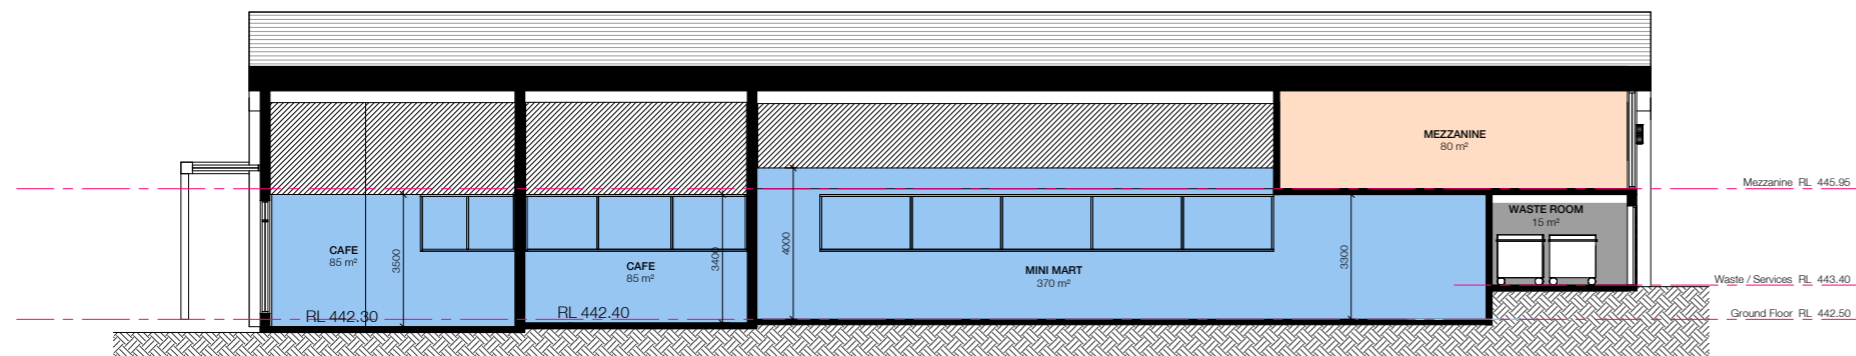 MEZZANINE
80 m²
Mezzanine RL 445.95
WASTE ROOM
15 m²
CAFE
85 m²
3500
CAFE
85 m²
3400
4000
MINI MART
370 m²
3300
Waste / Services RL 443.40
RL 442.30
RL 442.40
Ground Floor RL 442.50